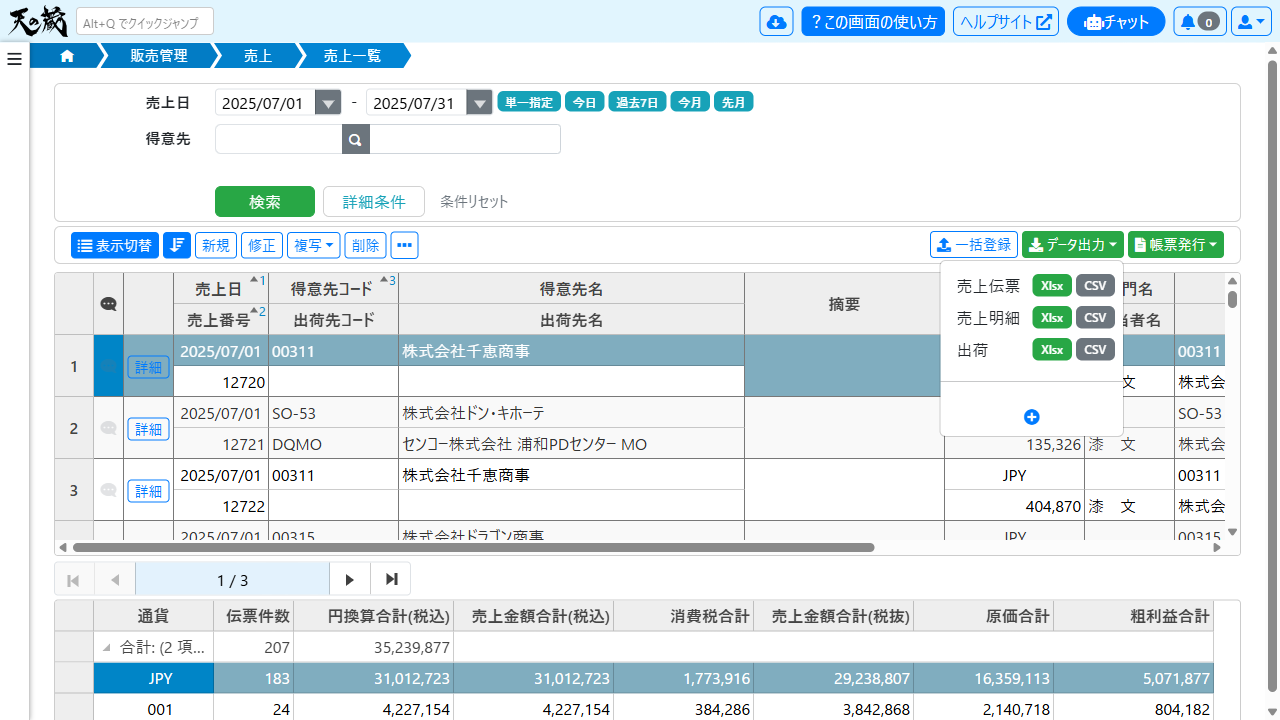 天の蔵
Alt+Q でクイックジャンプ
?この画面の使い方
ヘルプサイト
チャット
0
販売管理
売上
売上一覧
売上日
2025/07/01
-
2025/07/31
単一指定
今日
過去7日
今月
先月
得意先
検索
詳細条件
条件リセット
表示切替
新規
修正
複写
削除
一括登録
データ出力
帳票発行
売上伝票 Xlsx CSV
売上明細 Xlsx CSV
出荷 Xlsx CSV
売上日 1 得意先コード 3 得意先名 摘要 門名
売上番号 2 出荷先コード 出荷先名 当者名
1 詳細 2025/07/01 00311 株式会社千恵商事 00311
12720 文 株式会
2 詳細 2025/07/01 SO-53 株式会社ドン・キホーテ SO-53
12721 DQMO センコー株式会社 浦和PDセンター MO 135,326 漆 文 株式会
3 詳細 2025/07/01 00311 株式会社千恵商事 JPY 00311
12722 404,870 漆 文 株式会
2025/07/01 00315 株式会社ドラゴン商事 JPY 00315
1 / 3
通貨 伝票件数 円換算合計(税込) 売上金額合計(税込) 消費税合計 売上金額合計(税抜) 原価合計 粗利益合計
合計: (2 項... 207 35,239,877
JPY 183 31,012,723 31,012,723 1,773,916 29,238,807 16,359,113 5,071,877
001 24 4,227,154 4,227,154 384,286 3,842,868 2,140,718 804,182